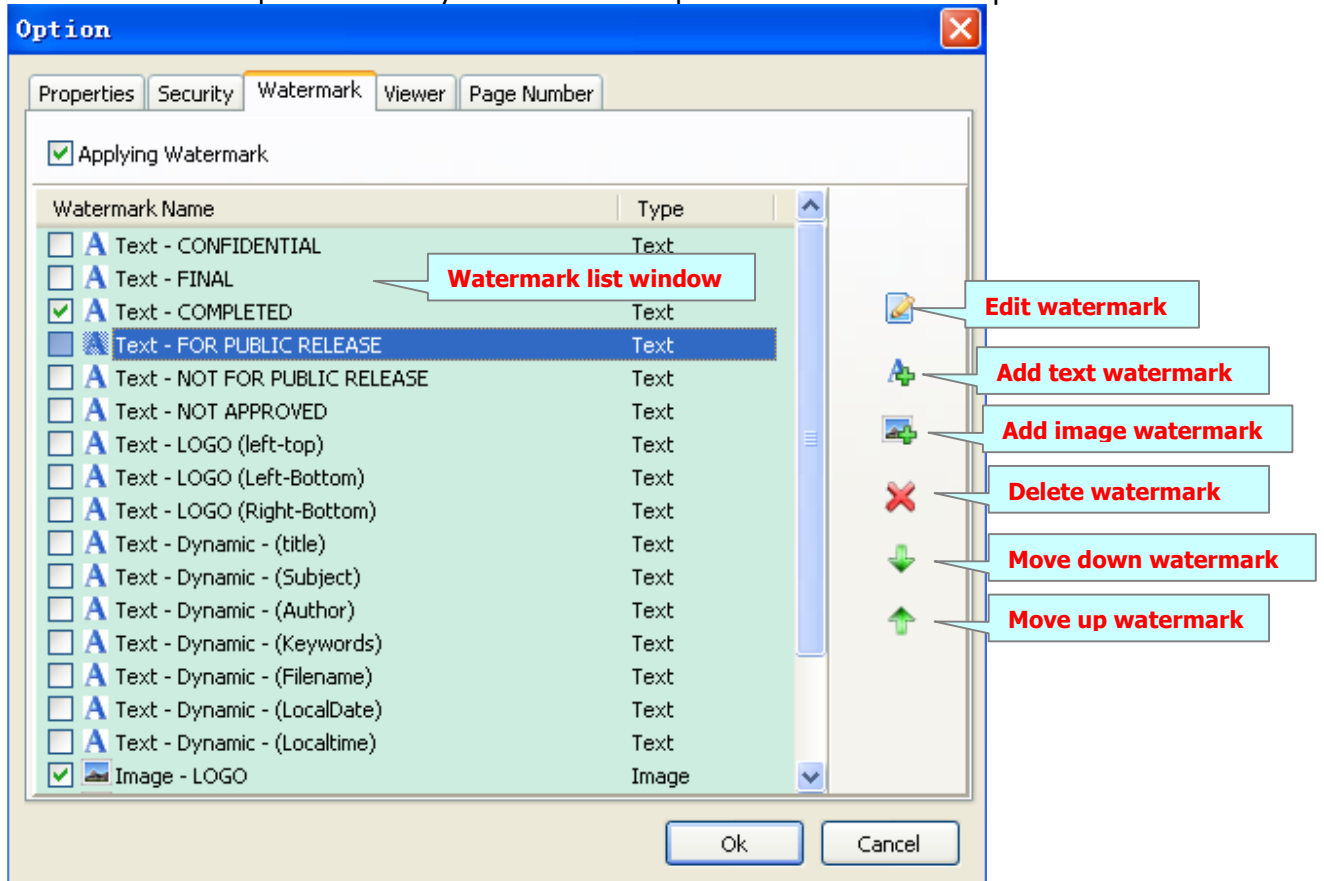 Option
Properties Security Watermark Viewer Page Number
Applying Watermark
Watermark Name Type
Text - CONFIDENTIAL Text
Text - FINAL
Watermark list window
Text - COMPLETED Text
Edit watermark
Text - FOR PUBLIC RELEASE Text
Text - NOT FOR PUBLIC RELEASE Text
Add text watermark
Text - NOT APPROVED Text
Text - LOGO (left-top) Text
Add image watermark
Text - LOGO (Left-Bottom) Text
Delete watermark
Text - LOGO (Right-Bottom) Text
Text - Dynamic - (title) Text
Move down watermark
Text - Dynamic - (Subject) Text
Text - Dynamic - (Author) Text
Move up watermark
Text - Dynamic - (Keywords) Text
Text - Dynamic - (Filename) Text
Text - Dynamic - (LocalDate) Text
Text - Dynamic - (Localtime) Text
Image - LOGO Image
Ok Cancel